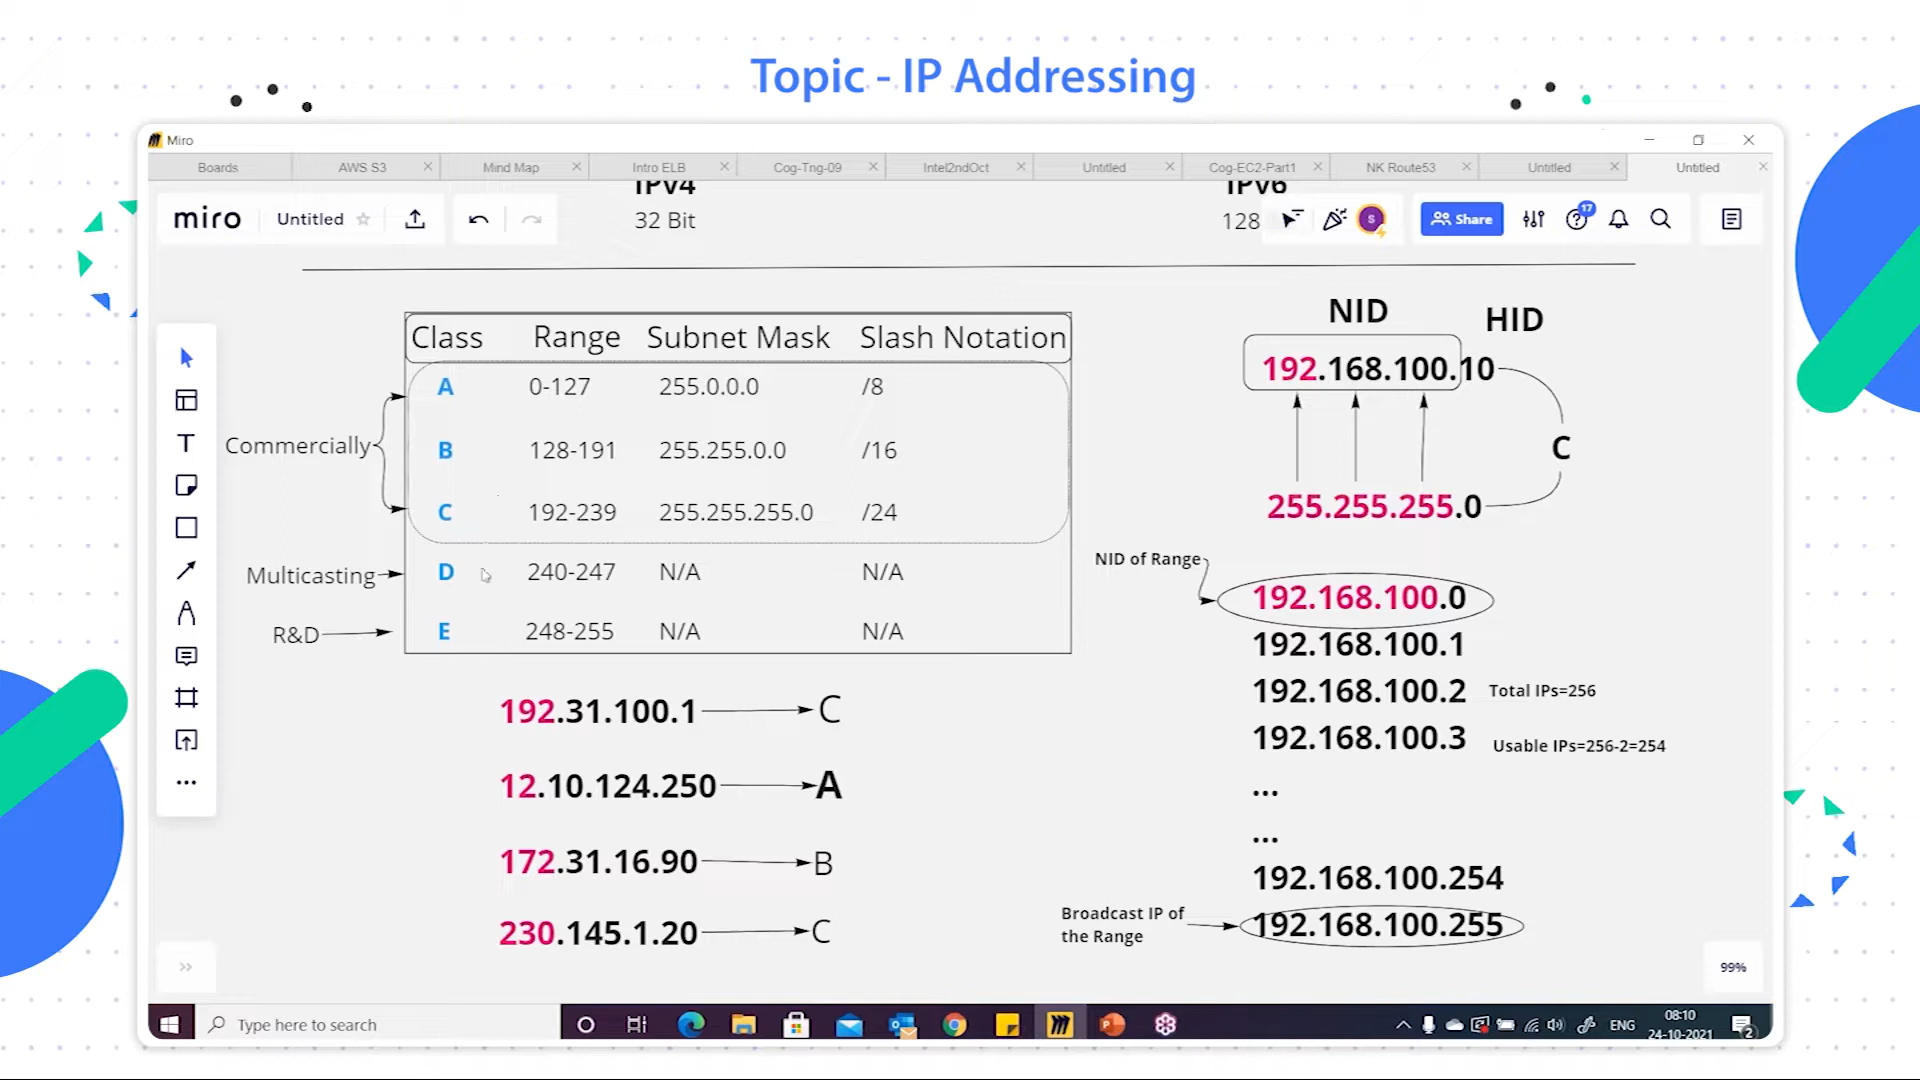 Topic - IP Addressing
Miro
Boards
AWS S3
Mind Map
Intro ELB
Cog-Tng-09
Intel2ndOct
Untitled
Cog-EC2-Part1
NK Route53
Untitled
Untitled
IPv4
IPv6
miro
Untitled
32 Bit
128
S
Share
17
NID
HID
Class Range Subnet Mask Slash Notation
A 0-127 255.0.0.0 /8
B 128-191 255.255.0.0 /16
C 192-239 255.255.255.0 /24
D 240-247 N/A N/A
E 248-255 N/A N/A
Commercially
Multicasting
R&D
192.168.100.10
C
255.255.255.0
NID of Range
192.168.100.0
192.168.100.1
192.168.100.2
Total IPs=256
192.168.100.3
Usable IPs=256-2=254
...
...
192.168.100.254
192.168.100.255
Broadcast IP of
the Range
192.31.100.1 C
12.10.124.250 A
172.31.16.90 B
230.145.1.20 C
99%
Type here to search
ENG
08:10
24-10-2021
2